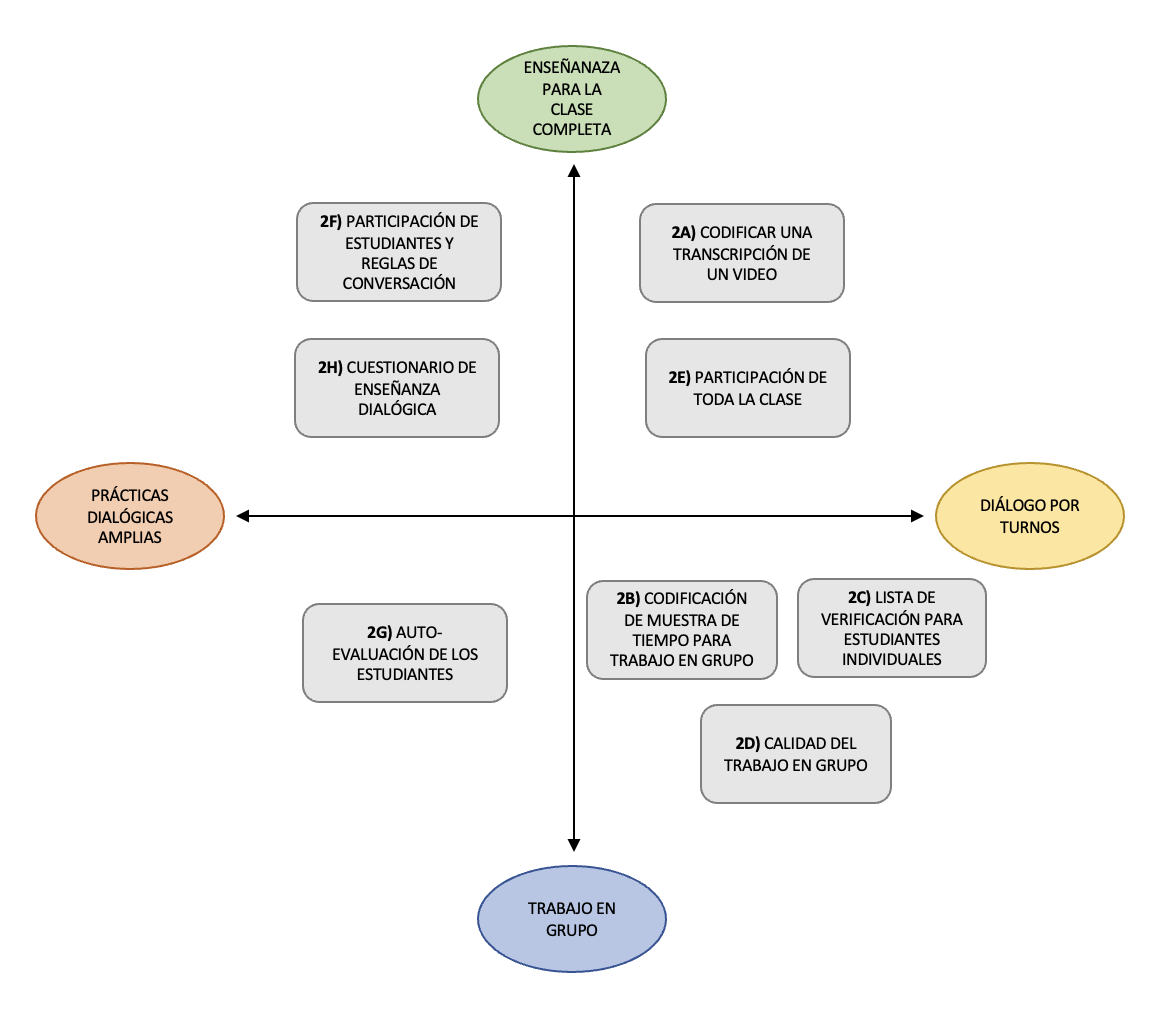 ENSEÑANAZA
PARA LA
CLASE
COMPLETA
2F) PARTICIPACIÓN DE
ESTUDIANTES Y
REGLAS DE
CONVERSACIÓN
2A) CODIFICAR UNA
TRANSCRIPCIÓN DE
UN VIDEO
2H) CUESTIONARIO DE
ENSEÑANZA
DIALÓGICA
2E) PARTICIPACIÓN DE
TODA LA CLASE
PRÁCTICAS
DIALÓGICAS
AMPLIAS
DIÁLOGO POR
TURNOS
2G) AUTO-
EVALUACIÓN DE LOS
ESTUDIANTES
2B) CODIFICACIÓN
DE MUESTRA DE
TIEMPO PARA
TRABAJO EN GRUPO
2C) LISTA DE
VERIFICACIÓN PARA
ESTUDIANTES
INDIVIDUALES
2D) CALIDAD DEL
TRABAJO EN GRUPO
TRABAJO EN
GRUPO